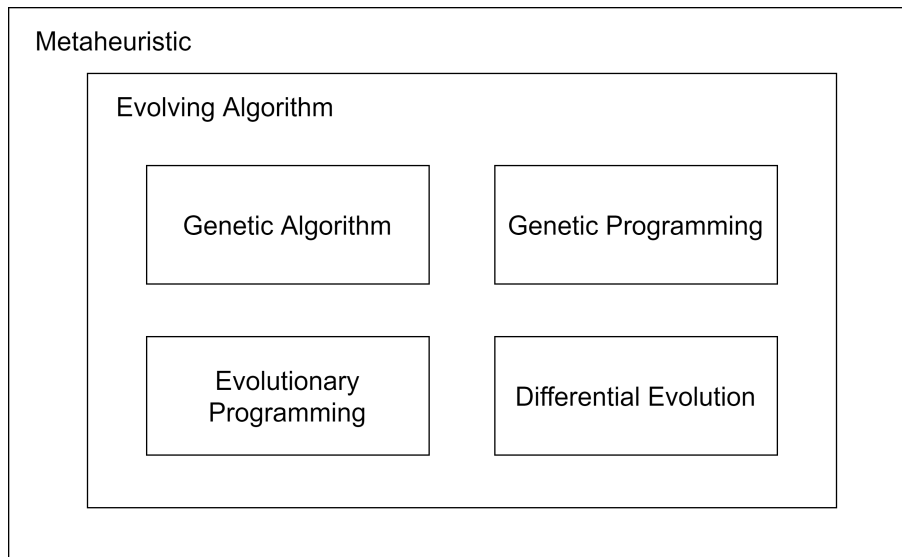 Metaheuristic
Evolving Algorithm
Genetic Algorithm
Genetic Programming
Evolutionary
Programming
Differential Evolution